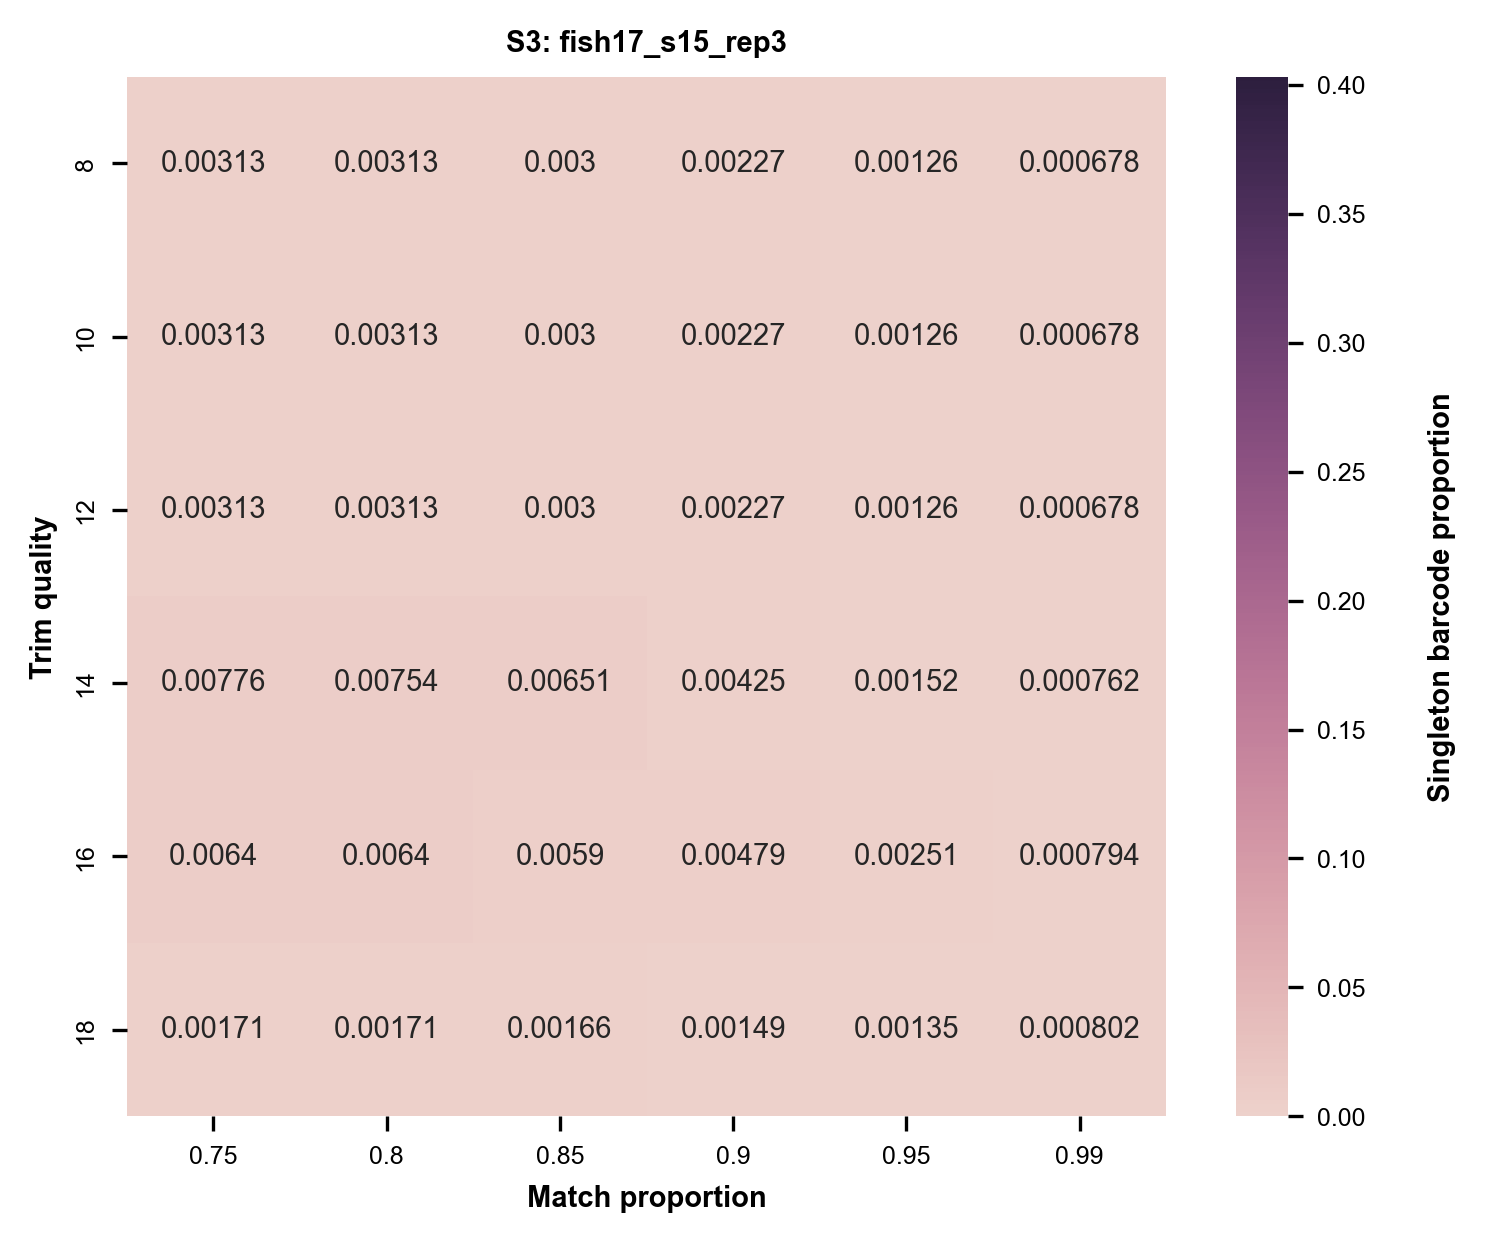 S3: fish17_s15_rep3
8 0.00313 0.00313 0.003 0.00227 0.00126 0.000678
10 0.00313 0.00313 0.003 0.00227 0.00126 0.000678
12 0.00313 0.00313 0.003 0.00227 0.00126 0.000678
14 0.00776 0.00754 0.00651 0.00425 0.00152 0.000762
16 0.0064 0.0064 0.0059 0.00479 0.00251 0.000794
18 0.00171 0.00171 0.00166 0.00149 0.00135 0.000802
Trim quality
0.75 0.8 0.85 0.9 0.95 0.99
Match proportion
0.40
0.35
0.30
0.25
0.20
0.15
0.10
0.05
0.00
Singleton barcode proportion